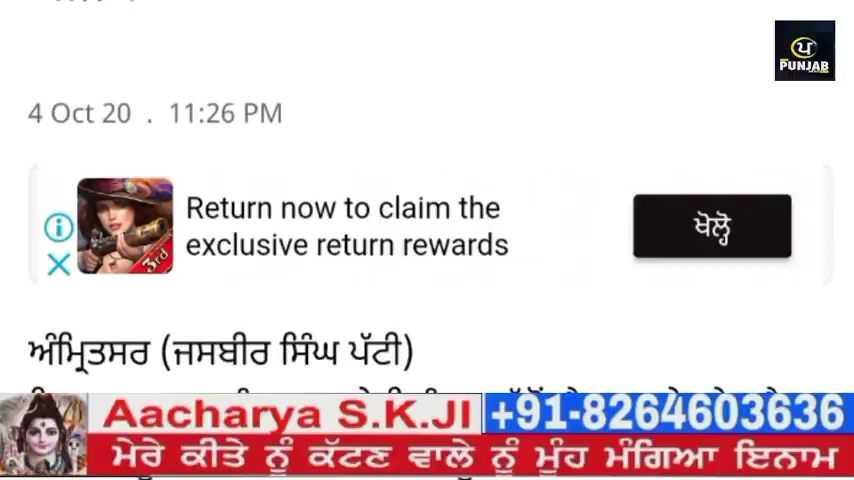 ਪ
PUNJAB
4 Oct 20 . 11:26 PM
Return now to claim the
exclusive return rewards
3rd
ਖੋਲ੍ਹੋ
ਅੰਮ੍ਰਿਤਸਰ (ਜਸਬੀਰ ਸਿੰਘ ਪੱਟੀ)
Aacharya S.K.JI +91-8264603636
ਮੇਰੇ ਕੀਤੇ ਨੂੰ ਕੱਟਣ ਵਾਲੇ ਨੂੰ ਮੂੰਹ ਮੰਗਿਆ ਇਨਾਮ